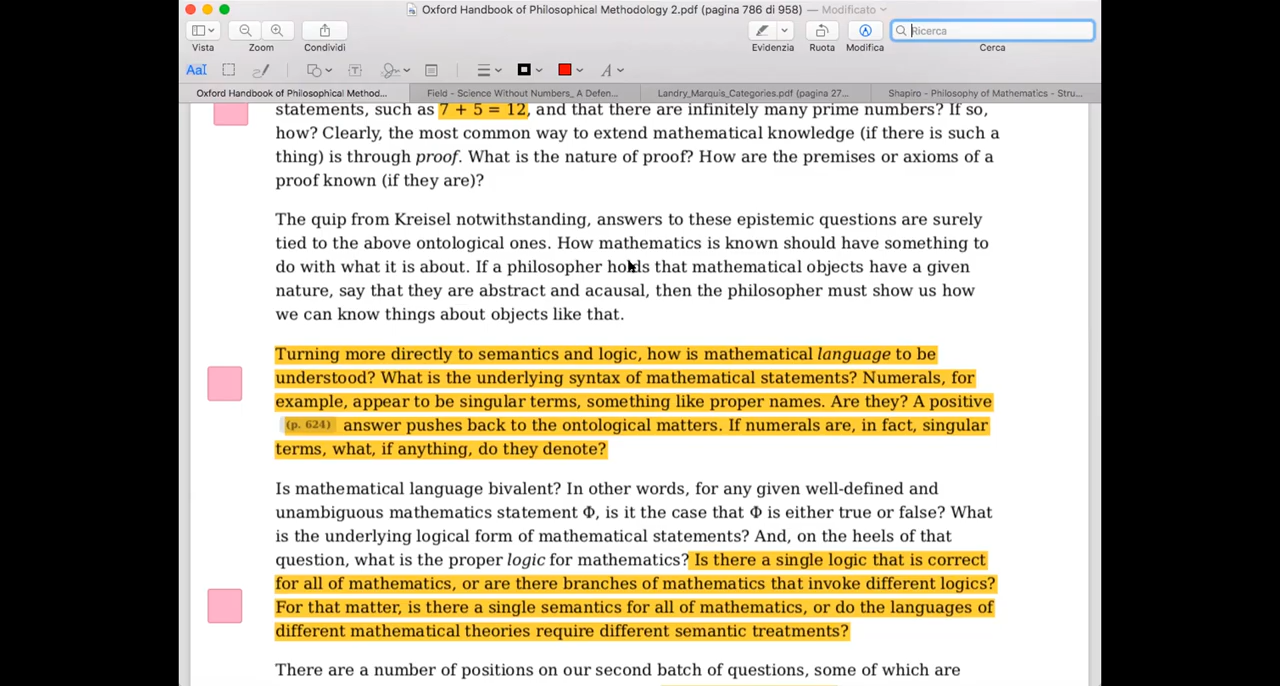 Oxford Handbook of Philosophical Methodology 2.pdf (pagina 786 di 958) — Modificato
Ricerca
Vista
Zoom
Condividi
Evidenzia
Ruota
Modifica
Cerca
AaI
A
Oxford Handbook of Philosophical Method...
Field - Science Without Numbers_ A Defen...
Landry_Marquis_Categories.pdf (pagina 27...
Shapiro - Philosophy of Mathematics - Stru...
statements, such as 7 + 5 = 12, and that there are infinitely many prime numbers? If so,
how? Clearly, the most common way to extend mathematical knowledge (if there is such a
thing) is through proof. What is the nature of proof? How are the premises or axioms of a
proof known (if they are)?
The quip from Kreisel notwithstanding, answers to these epistemic questions are surely
tied to the above ontological ones. How mathematics is known should have something to
do with what it is about. If a philosopher holds that mathematical objects have a given
nature, say that they are abstract and acausal, then the philosopher must show us how
we can know things about objects like that.
Turning more directly to semantics and logic, how is mathematical language to be
understood? What is the underlying syntax of mathematical statements? Numerals, for
example, appear to be singular terms, something like proper names. Are they? A positive
(p. 624) answer pushes back to the ontological matters. If numerals are, in fact, singular
terms, what, if anything, do they denote?
Is mathematical language bivalent? In other words, for any given well-defined and
unambiguous mathematics statement Φ, is it the case that Φ is either true or false? What
is the underlying logical form of mathematical statements? And, on the heels of that
question, what is the proper logic for mathematics? Is there a single logic that is correct
for all of mathematics, or are there branches of mathematics that invoke different logics?
For that matter, is there a single semantics for all of mathematics, or do the languages of
different mathematical theories require different semantic treatments?
There are a number of positions on our second batch of questions, some of which are